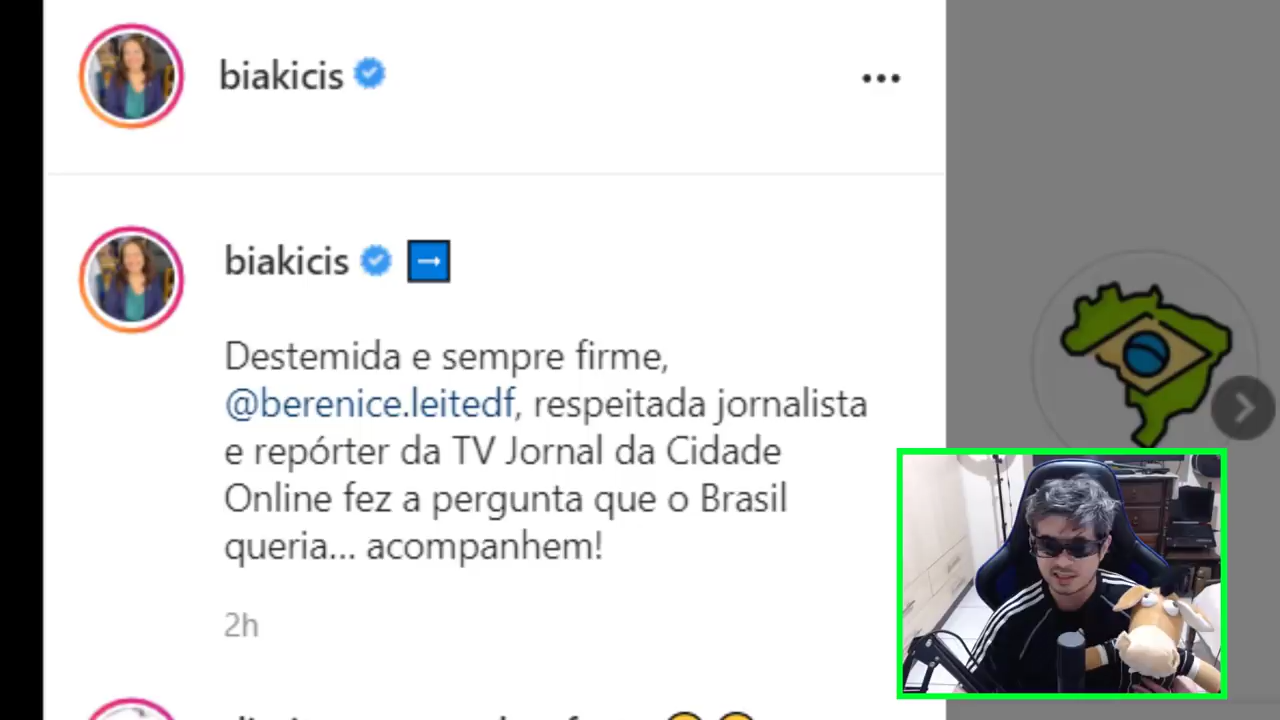 biakicis
biakicis
Destemida e sempre firme,
@berenice.leitedf, respeitada jornalista
e repórter da TV Jornal da Cidade
Online fez a pergunta que o Brasil
queria... acompanhem!
2h